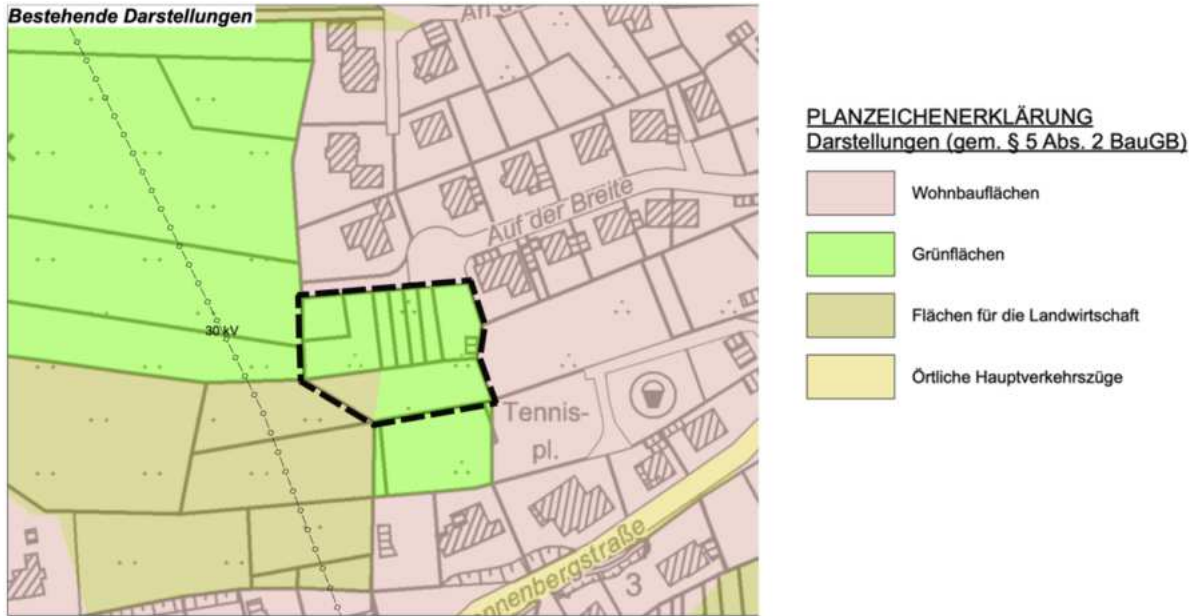 Bestehende Darstellungen
Auf der Breite
30 kV
Tennis-
pl.
3
PLANZEICHENERKLÄRUNG
Darstellungen (gem. § 5 Abs. 2 BauGB)
Wohnbauflächen
Grünflächen
Flächen für die Landwirtschaft
Örtliche Hauptverkehrszüge